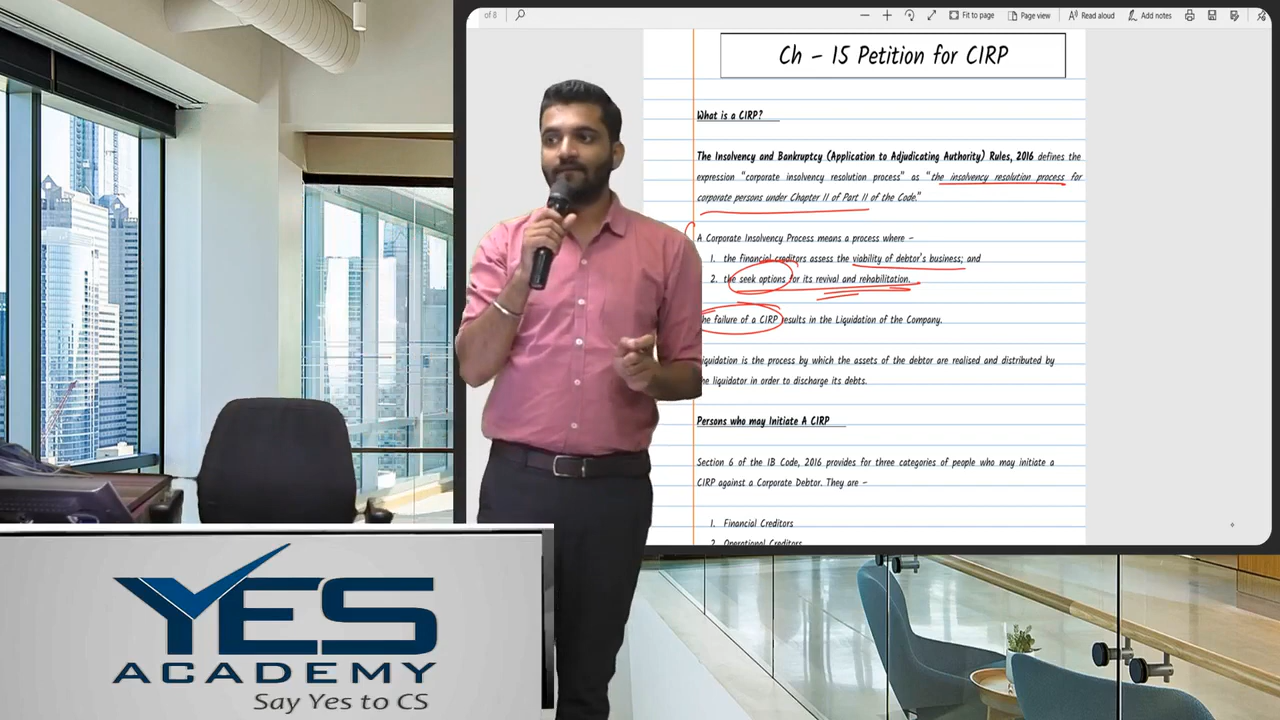 of 8
Fit to page
Page view
Read aloud
Add notes
Ch – 15 Petition for CIRP
What is a CIRP?
The Insolvency and Bankruptcy (Application to Adjudicating Authority) Rules, 2016 defines the
expression "corporate insolvency resolution process" as "the insolvency resolution process for
corporate persons under Chapter II of Part II of the Code."
A Corporate Insolvency Process means a process where –
1. the financial creditors assess the viability of debtor's business; and
2. the seek options for its revival and rehabilitation.
he failure of a CIRP results in the Liquidation of the Company.
iquidation is the process by which the assets of the debtor are realised and distributed by
he liquidator in order to discharge its debts.
Persons who may Initiate A CIRP
Section 6 of the IB Code, 2016 provides for three categories of people who may initiate a
CIRP against a Corporate Debtor. They are –
1. Financial Creditors
2. Operational Creditors
YES
ACADEMY
Say Yes to CS